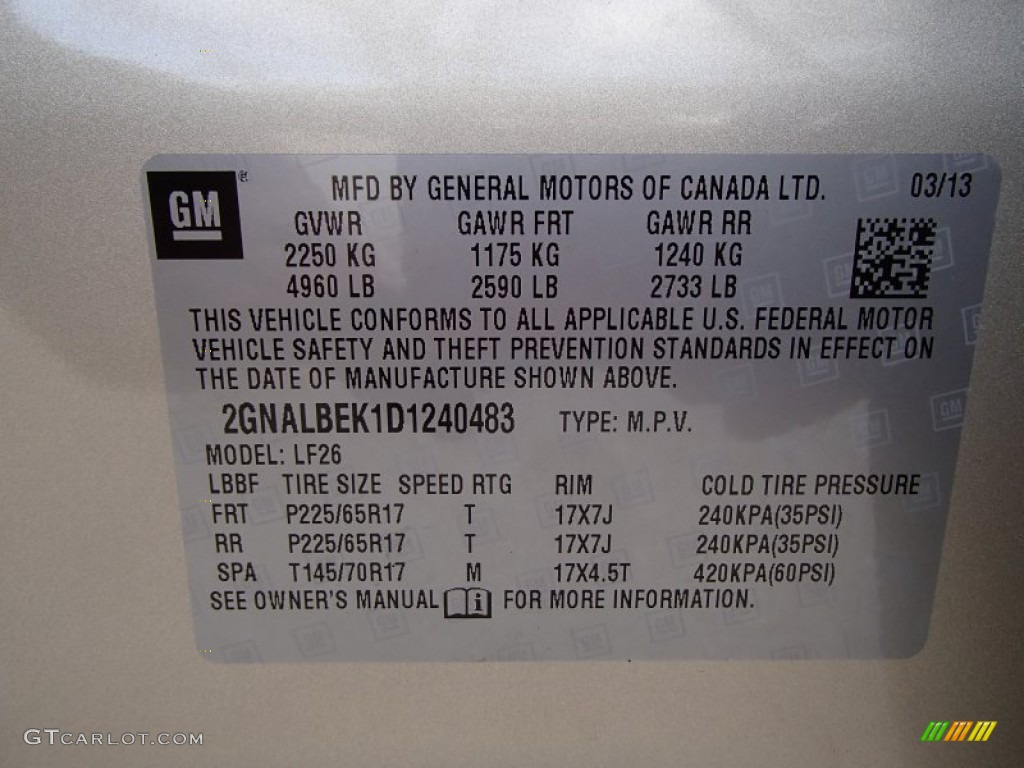 GM®
MFD BY GENERAL MOTORS OF CANADA LTD. 03/13
GVWR GAWR FRT GAWR RR
2250 KG 1175 KG 1240 KG
4960 LB 2590 LB 2733 LB
THIS VEHICLE CONFORMS TO ALL APPLICABLE U.S. FEDERAL MOTOR
VEHICLE SAFETY AND THEFT PREVENTION STANDARDS IN EFFECT ON
THE DATE OF MANUFACTURE SHOWN ABOVE.
2GNALBEK1D1240483 TYPE: M.P.V.
MODEL: LF26
LBBF TIRE SIZE SPEED RTG RIM COLD TIRE PRESSURE
FRT P225/65R17 T 17X7J 240KPA(35PSI)
RR P225/65R17 T 17X7J 240KPA(35PSI)
SPA T145/70R17 M 17X4.5T 420KPA(60PSI)
SEE OWNER'S MANUAL i FOR MORE INFORMATION.
GTCARLOT.COM